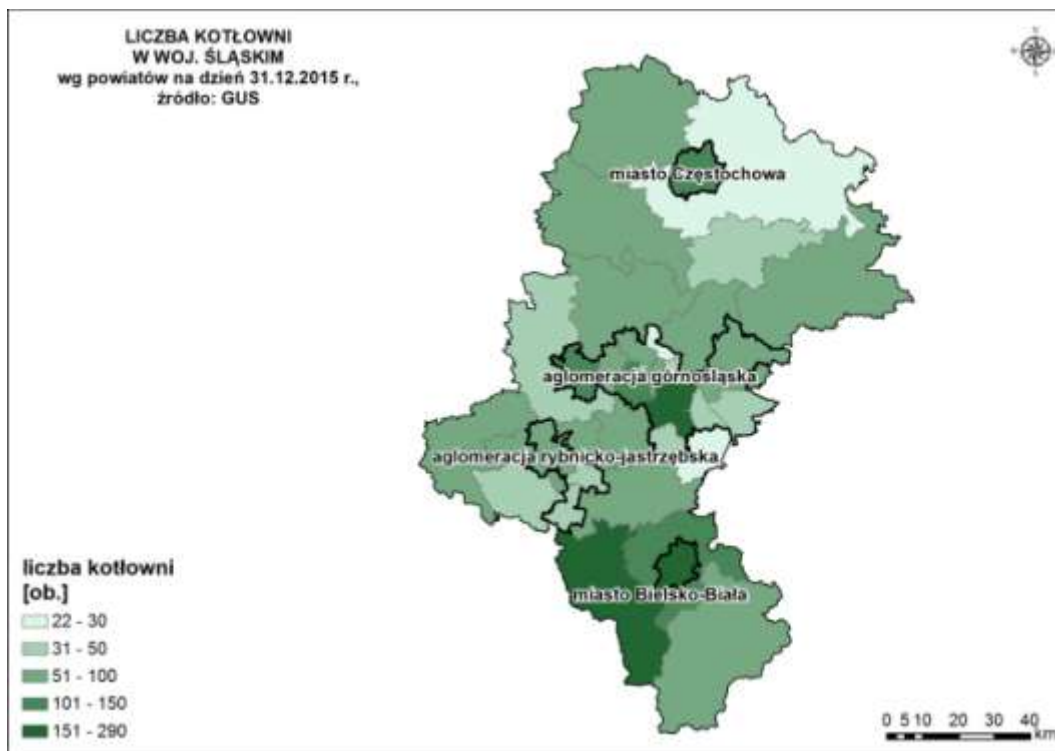 LICZBA KOTŁOWNI
W WOJ. ŚLĄSKIM
wg powiatów na dzień 31.12.2015 r.,
źródło: GUS
miasto Częstochowa
aglomeracja górnośląska
aglomeracja rybnicko-jastrzębska
miasto Bielsko-Biała
liczba kotłowni
[ob.]
22 - 30
31 - 50
51 - 100
101 - 150
151 - 290
0 5 10 20 30 40
km